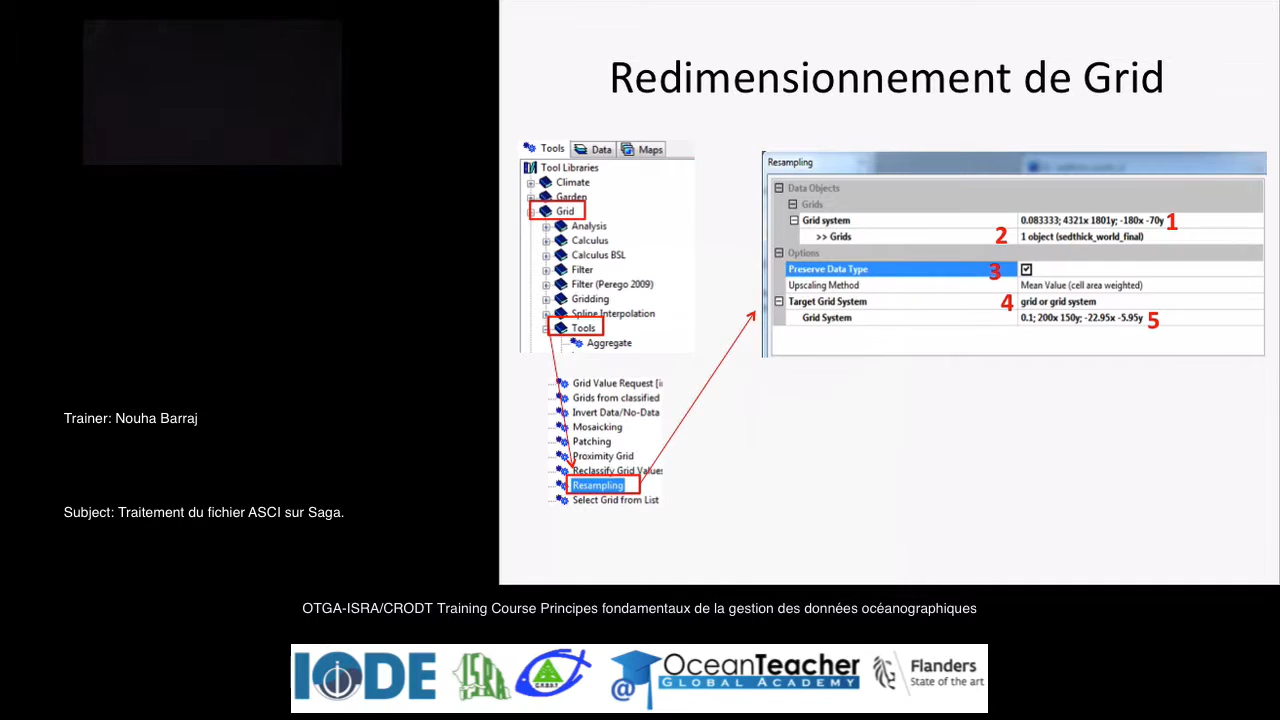 Redimensionnement de Grid
Tools Data Maps
Tool Libraries
Climate
Garden
Grid
Analysis
Calculus
Calculus BSL
Filter
Filter (Perego 2009)
Gridding
Spline Interpolation
Tools
Aggregate
Grid Value Request [i
Grids from classified
Invert Data/No-Data
Mosaicking
Patching
Proximity Grid
Reclassify Grid Values
Resampling
Select Grid from List
Resampling
Data Objects
Grids
Grid system 0.083333; 4321x 1801y; -180x -70y 1
>> Grids 2 1 object (sedthick_world_final)
Options
Preserve Data Type 3
Upscaling Method Mean Value (cell area weighted)
Target Grid System 4 grid or grid system
Grid System 0.1; 200x 150y; -22.95x -5.95y 5
Trainer: Nouha Barraj
Subject: Traitement du fichier ASCI sur Saga.
OTGA-ISRA/CRODT Training Course Principes fondamentaux de la gestion des données océanographiques
IODE
ISRA
@
OceanTeacher
GLOBAL ACADEMY
Flanders
State of the art